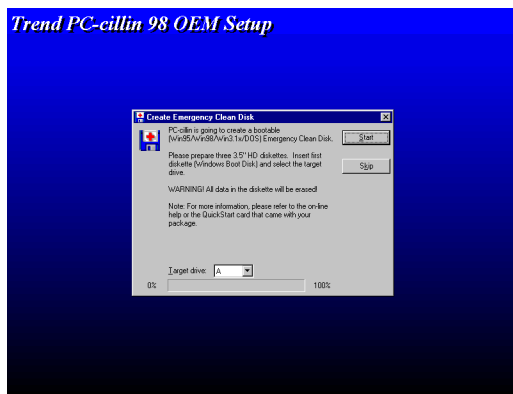 Trend PC-cillin 98 OEM Setup
Create Emergency Clean Disk
PC-cillin is going to create a bootable
(Win95/Win98/Win3.1x/DOS) Emergency Clean Disk.
Start
Please prepare three 3.5" HD diskettes. Insert first
diskette (Windows Boot Disk) and select the target
drive.
Skip
WARNING! All data in the diskette will be erased!
Note: For more information, please refer to the on-line
help or the QuickStart card that came with your
package.
Target drive: A
0% 100%